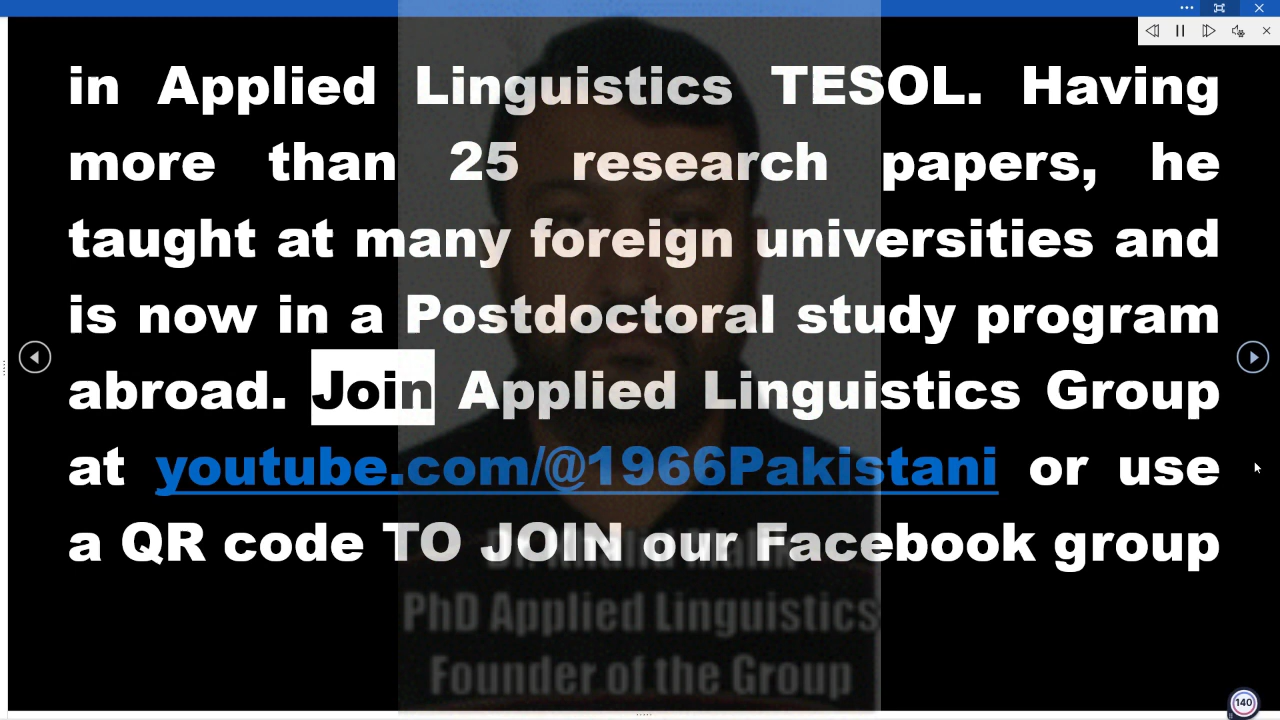 in Applied Linguistics TESOL. Having
more than 25 research papers, he
taught at many foreign universities and
is now in a Postdoctoral study program
abroad. Join Applied Linguistics Group
at youtube.com/@1966Pakistani or use
a QR code TO JOIN our Facebook group
PhD Applied Linguistics
Founder of the Group
140